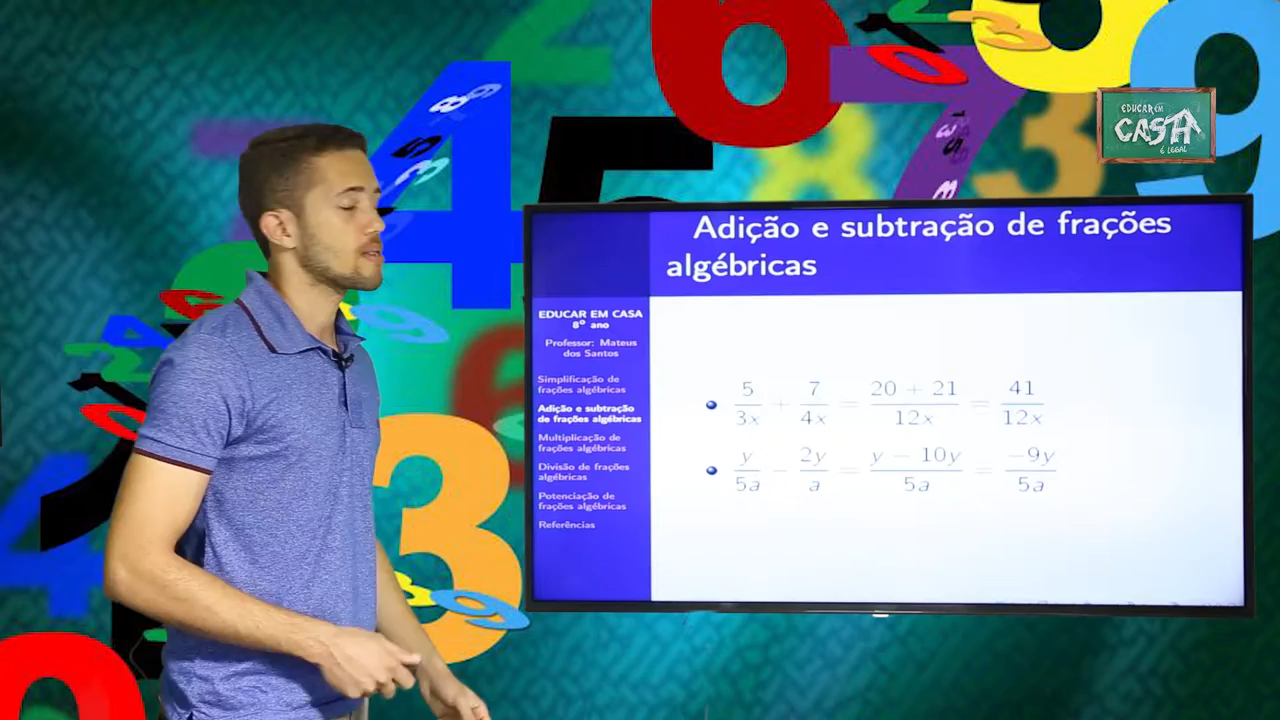 EDUCAR EM
CASA
É LEGAL
Adição e subtração de frações
algébricas
EDUCAR EM CASA
8º ano
Professor: Mateus
dos Santos
Simplificação de
frações algébricas
Adição e subtração
de frações algébricas
Multiplicação de
frações algébricas
Divisão de frações
algébricas
Potenciação de
frações algébricas
Referências
5/3x + 7/4x = (20 + 21)/12x = 41/12x
y/5a − 2y/a = (y − 10y)/5a = −9y/5a